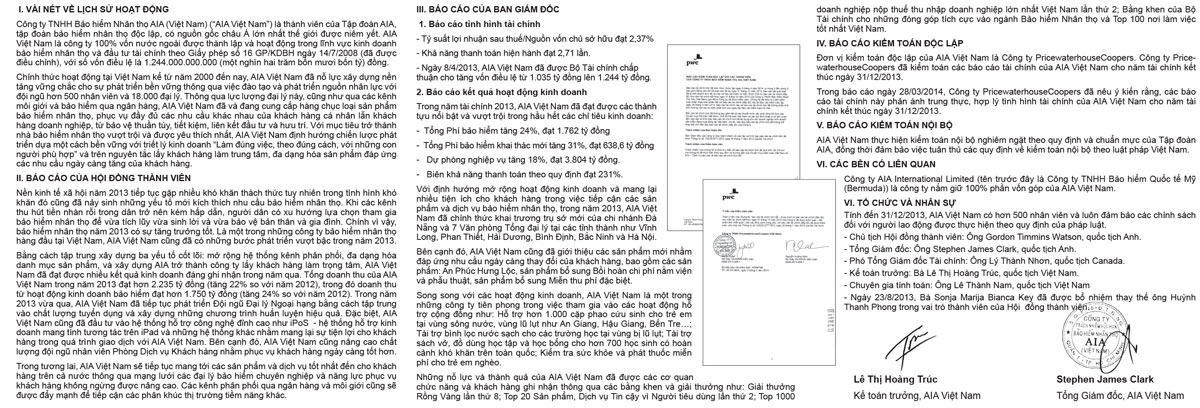 I. VÀI NÉT VỀ LỊCH SỬ HOẠT ĐỘNG
Công ty TNHH Bảo hiểm Nhân thọ AIA (Việt Nam) ("AIA Việt Nam") là thành viên của Tập đoàn AIA,
tập đoàn bảo hiểm nhân thọ độc lập, có nguồn gốc châu Á lớn nhất thế giới được niêm yết. AIA
Việt Nam là công ty 100% vốn nước ngoài được thành lập và hoạt động trong lĩnh vực kinh doanh
bảo hiểm nhân thọ và đầu tư tài chính theo Giấy phép số 16 GP/KDBH ngày 14/7/2008 (đã được
điều chỉnh), với số vốn điều lệ là 1.244.000.000.000 (một nghìn hai trăm bốn mươi bốn tỷ) đồng.
Chính thức hoạt động tại Việt Nam kể từ năm 2000 đến nay, AIA Việt Nam đã nỗ lực xây dựng nền
tảng vững chắc cho sự phát triển bền vững thông qua việc đào tạo và phát triển nguồn nhân lực với
đội ngũ hơn 500 nhân viên và 18.000 đại lý. Thông qua lực lượng đại lý này, cũng như qua các kênh
môi giới và bảo hiểm qua ngân hàng, AIA Việt Nam đã và đang cung cấp hàng chục loại sản phẩm
bảo hiểm nhân thọ, phục vụ đầy đủ các nhu cầu khác nhau của khách hàng cá nhân lẫn khách
hàng doanh nghiệp, từ bảo vệ thuần túy, tiết kiệm, liên kết đầu tư và hưu trí. Với mục tiêu trở thành
nhà bảo hiểm nhân thọ vượt trội và được yêu thích nhất, AIA Việt Nam định hướng chiến lược phát
triển dựa một cách bền vững với triết lý kinh doanh "Làm đúng việc, theo đúng cách, với những con
người phù hợp" và trên nguyên tắc lấy khách hàng làm trung tâm, đa dạng hóa sản phẩm đáp ứng
các nhu cầu ngày càng tăng của khách hàng.
II. BÁO CÁO CỦA HỘI ĐỒNG THÀNH VIÊN
Nền kinh tế xã hội năm 2013 tiếp tục gặp nhiều khó khăn thách thức tuy nhiên trong tình hình khó
khăn đó cũng đã nảy sinh những yếu tố mới kích thích nhu cầu bảo hiểm nhân thọ. Khi các kênh
thu hút tiền nhàn rỗi trong dân trở nên kém hấp dẫn, người dân có xu hướng lựa chọn tham gia
bảo hiểm nhân thọ để vừa tích lũy vừa sinh lời và vừa bảo vệ bản thân và gia đình. Chính vì vậy,
bảo hiểm nhân thọ năm 2013 có sự tăng trưởng tốt. Là một trong những công ty bảo hiểm nhân thọ
hàng đầu tại Việt Nam, AIA Việt Nam cũng đã có những bước phát triển vượt bậc trong năm 2013.
Bằng cách tập trung xây dựng ba yếu tố cốt lõi: mở rộng hệ thống kênh phân phối, đa dạng hóa
danh mục sản phẩm, và xây dựng AIA trở thành công ty lấy khách hàng làm trọng tâm, AIA Việt
Nam đã đạt được nhiều kết quả kinh doanh đáng ghi nhận trong năm qua. Tổng doanh thu của AIA
Việt Nam trong năm 2013 đạt hơn 2.235 tỷ đồng (tăng 22% so với năm 2012), trong đó doanh thu
từ hoạt động kinh doanh bảo hiểm đạt hơn 1.750 tỷ đồng (tăng 24% so với năm 2012). Trong năm
2013 vừa qua, AIA Việt Nam đã tiếp tục phát triển Đội ngũ Đại lý Ngoại hạng bằng cách tập trung
vào chất lượng tuyển dụng và xây dựng những chương trình huấn luyện hiệu quả. Đặc biệt, AIA
Việt Nam cũng đã đầu tư vào hệ thống hỗ trợ công nghệ đỉnh cao như iPoS - hệ thống hỗ trợ kinh
doanh mang tính tương tác trên iPad và những hệ thống khác nhằm mang lại sự tiện lợi cho khách
hàng trong quá trình giao dịch với AIA Việt Nam. Bên cạnh đó, AIA Việt Nam cũng nâng cao chất
lượng đội ngũ nhân viên Phòng Dịch vụ Khách hàng nhằm phục vụ khách hàng ngày càng tốt hơn.
Trong tương lai, AIA Việt Nam sẽ tiếp tục mang tới các sản phẩm và dịch vụ tốt nhất đến cho khách
hàng trên cả nước thông qua mạng lưới các đại lý bảo hiểm chuyên nghiệp và năng lực phục vụ
khách hàng không ngừng được nâng cao. Các kênh phân phối qua ngân hàng và môi giới cũng sẽ
được đẩy mạnh để tiếp cận các phân khúc thị trường tiềm năng khác.
III. BÁO CÁO CỦA BAN GIÁM ĐỐC
1. Báo cáo tình hình tài chính
- Tỷ suất lợi nhuận sau thuế/Nguồn vốn chủ sở hữu đạt 2,37%
- Khả năng thanh toán hiện hành đạt 2,71 lần.
- Ngày 8/4/2013, AIA Việt Nam đã được Bộ Tài chính chấp
thuận cho tăng vốn điều lệ từ 1.035 tỷ đồng lên 1.244 tỷ đồng.
2. Báo cáo kết quả hoạt động kinh doanh
Trong năm tài chính 2013, AIA Việt Nam đã đạt được các thành
tựu nổi bật và vượt trội trong hầu hết các chỉ tiêu kinh doanh:
- Tổng Phí bảo hiểm tăng 24%, đạt 1.762 tỷ đồng
- Tổng Phí bảo hiểm khai thác mới tăng 31%, đạt 638,6 tỷ đồng
- Dự phòng nghiệp vụ tăng 18%, đạt 3.804 tỷ đồng.
- Biên khả năng thanh toán theo quy định đạt 231%.
Với định hướng mở rộng hoạt động kinh doanh và mang lại
nhiều tiện ích cho khách hàng trong việc tiếp cận các sản
phẩm và dịch vụ bảo hiểm nhân thọ, trong năm 2013, AIA Việt
Nam đã chính thức khai trương trụ sở mới của chi nhánh Đà
Nẵng và 7 Văn phòng Tổng đại lý tại các tỉnh thành như Vĩnh
Long, Phan Thiết, Hải Dương, Bình Định, Bắc Ninh và Hà Nội.
Bên cạnh đó, AIA Việt Nam cũng đã giới thiệu các sản phẩm mới nhằm
đáp ứng nhu cầu ngày càng thay đổi của khách hàng, bao gồm các sản
phẩm: An Phúc Hưng Lộc, sản phẩm bổ sung Bồi hoàn chi phí nằm viện
và phẫu thuật, sản phẩm bổ sung Miễn thu phí đặc biệt.
Song song với các hoạt động kinh doanh, AIA Việt Nam là một trong
những công ty tiên phong trong việc tham gia vào các hoạt động hỗ
trợ cộng đồng như: Hỗ trợ hơn 1.000 cặp phao cứu sinh cho trẻ em
tại vùng sông nước, vùng lũ lụt như An Giang, Hậu Giang, Bến Tre…;
Tài trợ bình lọc nước sạch cho các trường học tại vùng bị lũ lụt; Tài trợ
sách vở, đồ dùng học tập và học bổng cho hơn 700 học sinh có hoàn
cảnh khó khăn trên toàn quốc; Kiểm tra sức khỏe và phát thuốc miễn
phí cho trẻ em nghèo.
Những nỗ lực và thành quả của AIA Việt Nam đã được các cơ quan
chức năng và khách hàng ghi nhận thông qua các bằng khen và giải thưởng như: Giải thưởng
Rồng Vàng lần thứ 8; Top 20 Sản phẩm, Dịch vụ Tin cậy vì Người tiêu dùng lần thứ 2; Top 1000
pwc
pwc
doanh nghiệp nộp thuế thu nhập doanh nghiệp lớn nhất Việt Nam lần thứ 2; Bằng khen của Bộ
Tài chính cho những đóng góp tích cực vào ngành Bảo hiểm Nhân thọ và Top 100 nơi làm việc
tốt nhất Việt Nam.
IV. BÁO CÁO KIỂM TOÁN ĐỘC LẬP
Đơn vị kiểm toán độc lập của AIA Việt Nam là Công ty PricewaterhouseCoopers. Công ty Price-
waterhouseCoopers đã kiểm toán các báo cáo tài chính của AIA Việt Nam cho năm tài chính kết
thúc ngày 31/12/2013.
Trong báo cáo ngày 28/03/2014, Công ty PricewaterhouseCoopers đã nêu ý kiến rằng, các báo
cáo tài chính này phản ánh trung thực, hợp lý tình hình tài chính của AIA Việt Nam cho năm tài
chính kết thúc ngày 31/12/2013.
V. BÁO CÁO KIỂM TOÁN NỘI BỘ
AIA Việt Nam thực hiện kiểm toán nội bộ nghiêm ngặt theo quy định và chuẩn mực của Tập đoàn
AIA, đồng thời đảm bảo việc tuân thủ các quy định về kiểm toán nội bộ theo luật pháp Việt Nam.
VI. CÁC BÊN CÓ LIÊN QUAN
Công ty AIA International Limited (tên trước đây là Công ty TNHH Bảo hiểm Quốc tế Mỹ
(Bermuda)) là công ty nắm giữ 100% phần vốn góp của AIA Việt Nam.
VI. TỔ CHỨC VÀ NHÂN SỰ
Tính đến 31/12/2013, AIA Việt Nam có hơn 500 nhân viên và luôn đảm bảo các chính sách
đối với người lao động được thực hiện theo quy định của pháp luật.
- Chủ tịch Hội đồng thành viên: Ông Gordon Timmins Watson, quốc tịch Anh.
- Tổng Giám đốc: Ông Stephen James Clark, quốc tịch Anh.
- Phó Tổng Giám đốc Tài chính: Ông Lý Thành Nhơn, quốc tịch Canada.
- Kế toán trưởng: Bà Lê Thị Hoàng Trúc, quốc tịch Việt Nam.
- Chuyên gia tính toán: Ông Lê Thành Nam, quốc tịch Việt Nam
- Ngày 23/8/2013, Bà Sonja Marija Bianca Key đã được bổ nhiệm thay thế ông Huỳnh
Thanh Phong trong vai trò thành viên của Hội đồng thành viên.
CÔNG TY
TRÁCH NHIỆM HỮU HẠN
BẢO HIỂM NHÂN THỌ
AIA
(VIỆT NAM)
Lê Thị Hoàng Trúc
Kế toán trưởng, AIA Việt Nam
Stephen James Clark
Tổng Giám đốc, AIA Việt Nam